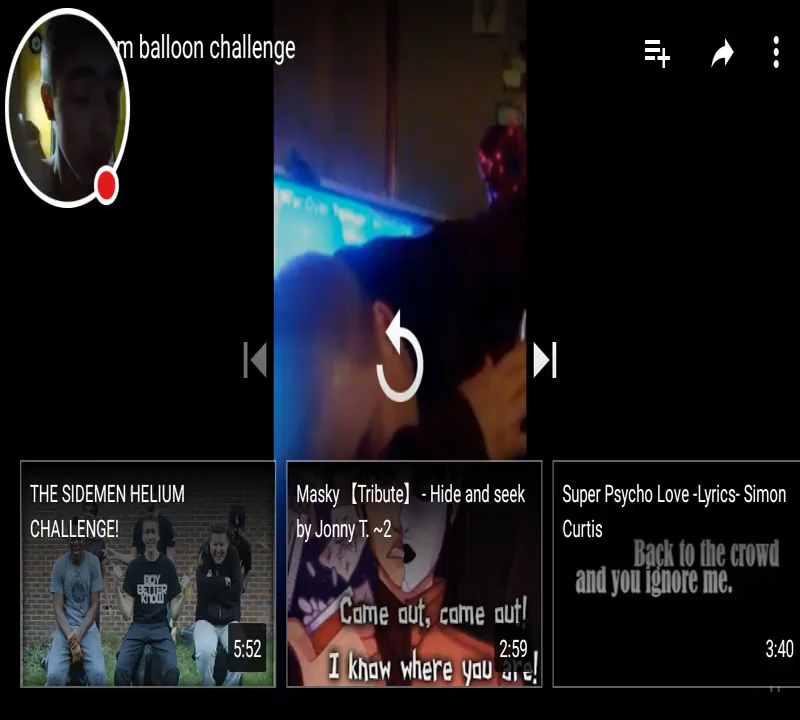 m balloon challenge
THE SIDEMEN HELIUM
CHALLENGE!
BOY
BETTER
KNOW
5:52
Masky【Tribute】 - Hide and seek
by Jonny T. ~2
Come out, come out!
2:59
I know where you are!
Super Psycho Love -Lyrics- Simon
Curtis
Back to the crowd
and you ignore me.
3:40